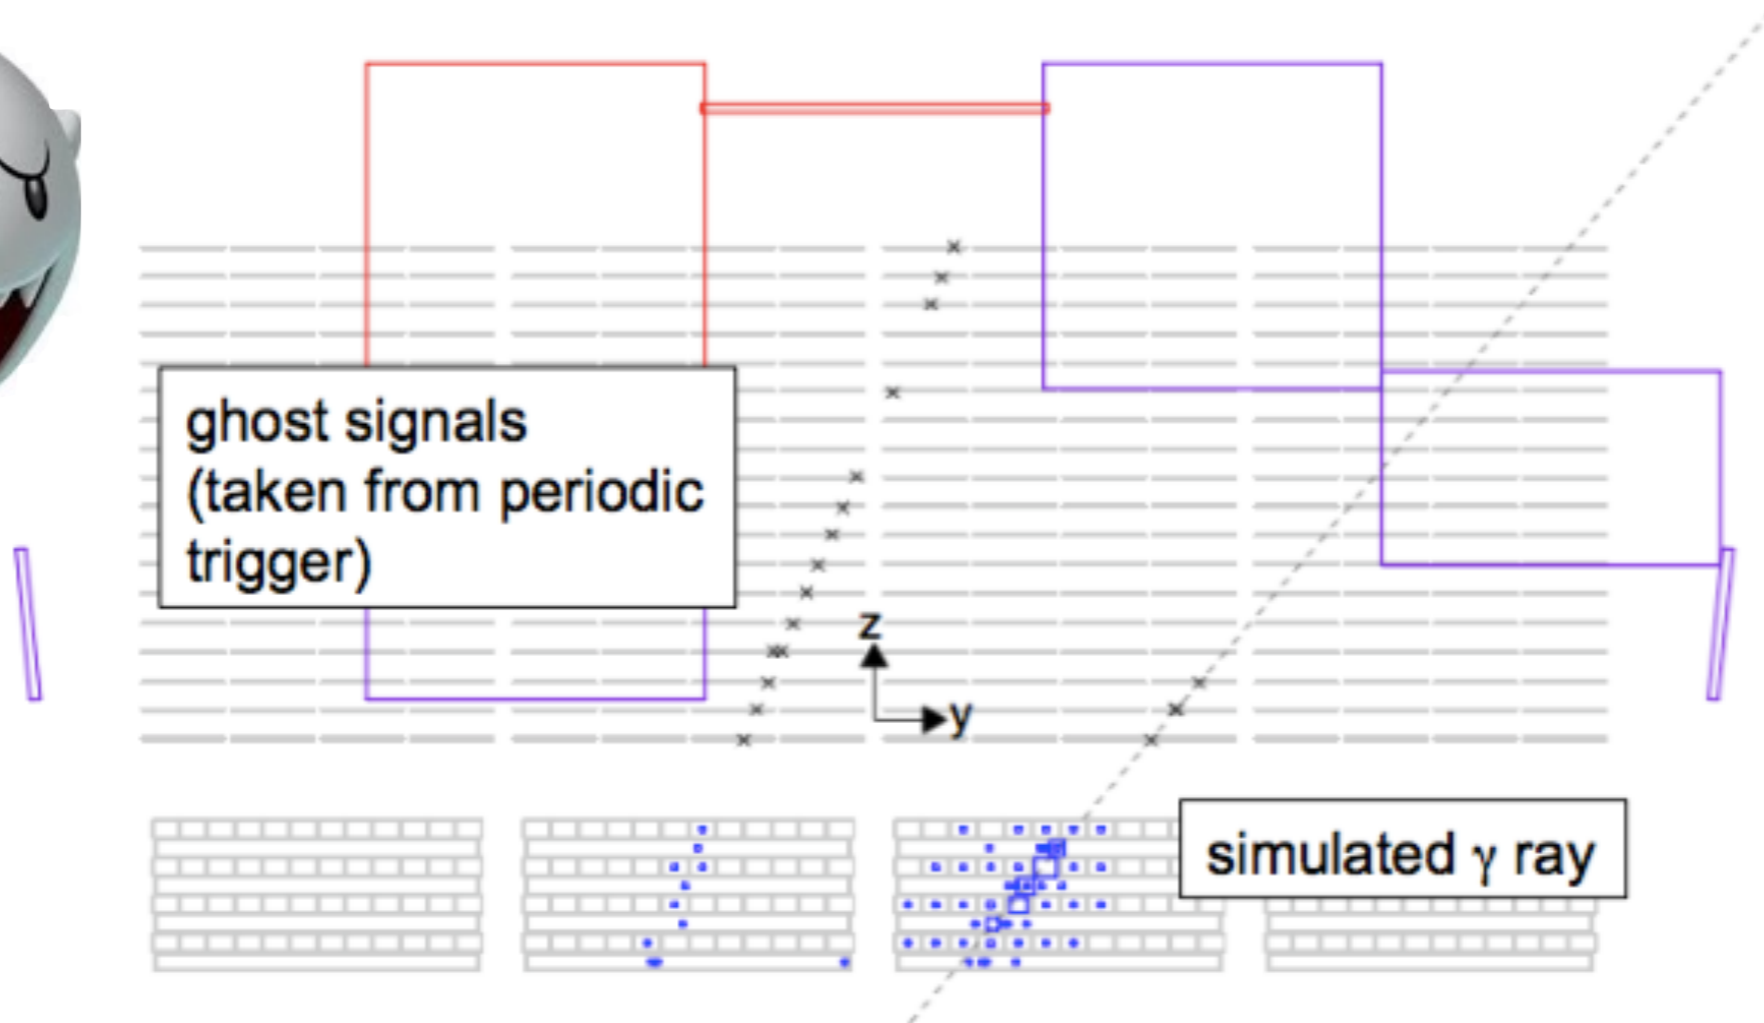 ghost signals
(taken from periodic
trigger)
z
y
simulated γ ray